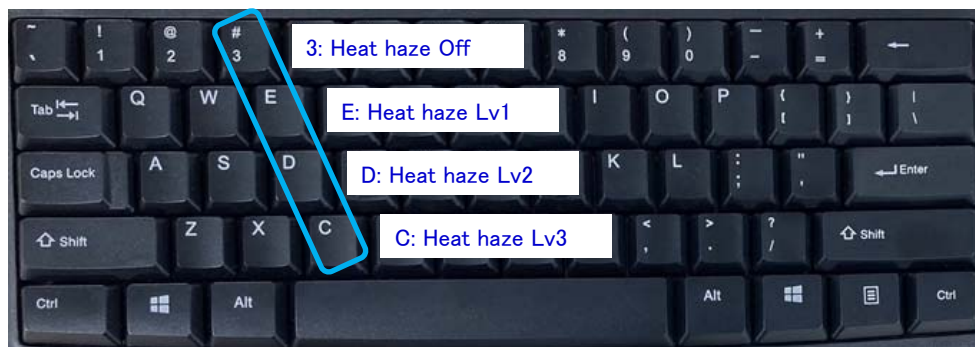 ~ ! @ # * ( ) — +
` 1 2 3 8 9 0 - =
3: Heat haze Off
Tab Q W E I O P { } |
[ ] \
E: Heat haze Lv1
Caps Lock A S D K L : " Enter
; '
D: Heat haze Lv2
Shift Z X C < > ? Shift
, . /
C: Heat haze Lv3
Ctrl Alt Alt Ctrl